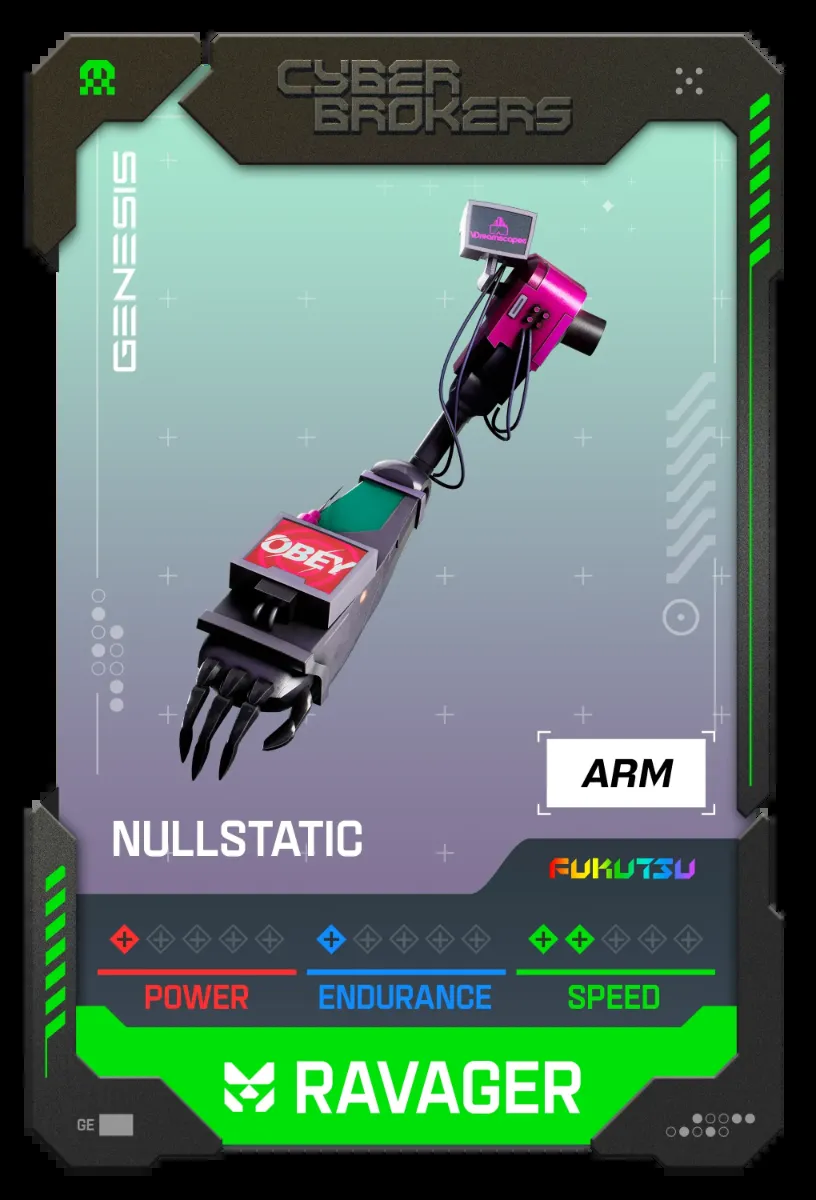 CYBER
BROKERS
GENESIS
\Dreamscapes
OBEY
ARM
NULLSTATIC
FUKUTSU
POWER
ENDURANCE
SPEED
RAVAGER
GE